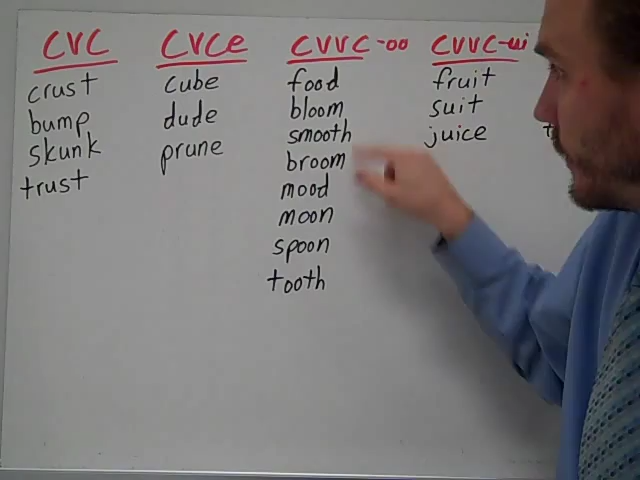 CVC CVCe CVVC-oo CVVC-ui
crust cube food fruit
bump dude bloom suit
skunk prune smooth juice
trust broom
mood
moon
spoon
tooth